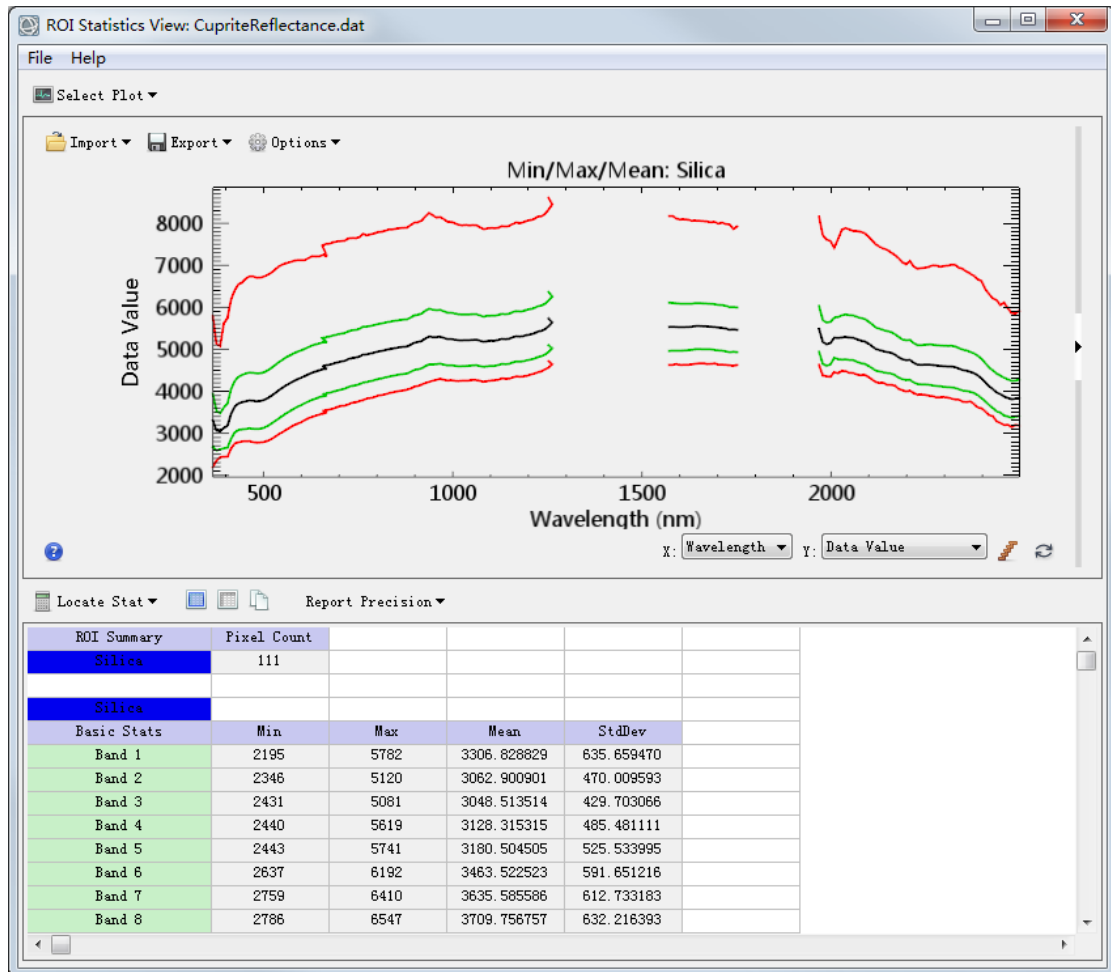 ROI Statistics View: CupriteReflectance.dat
File Help
Select Plot
Import Export Options
Min/Max/Mean: Silica
8000
7000
6000
5000
4000
3000
2000
Data Value
500 1000 1500 2000
Wavelength (nm)
X: Wavelength Y: Data Value
Locate Stat Report Precision
ROI Summary Pixel Count
Silica 111
Silica
Basic Stats Min Max Mean StdDev
Band 1 2195 5782 3306.828829 635.659470
Band 2 2346 5120 3062.900901 470.009593
Band 3 2431 5081 3048.513514 429.703066
Band 4 2440 5619 3128.315315 485.481111
Band 5 2443 5741 3180.504505 525.533995
Band 6 2637 6192 3463.522523 591.651216
Band 7 2759 6410 3635.585586 612.733183
Band 8 2786 6547 3709.756757 632.216393